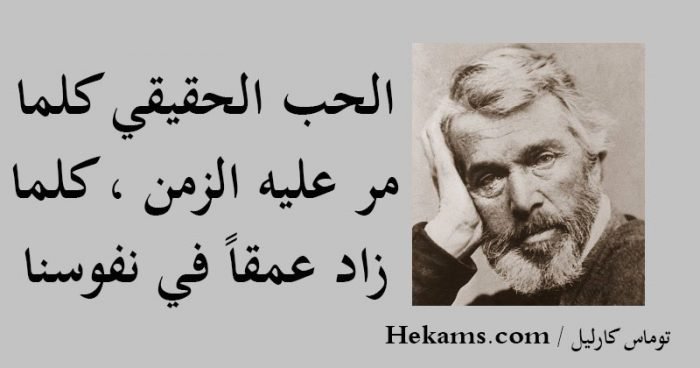 الحب الحقيقي كلما
مر عليه الزمن ، كلما
زاد عمقاً في نفوسنا
توماس كارليل / Hekams.com